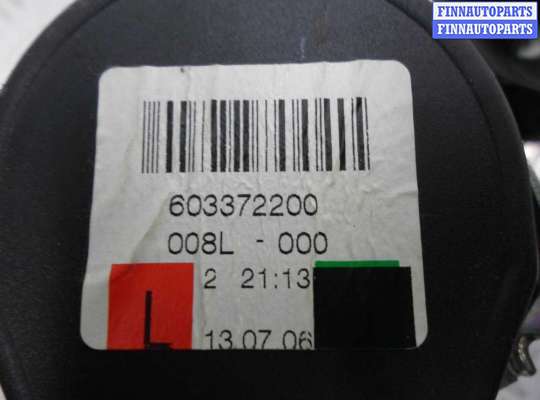 FINNAUTOPARTS
FINNAUTOPARTS
603372200
008L - 000
2 21:13
L 13.07.06